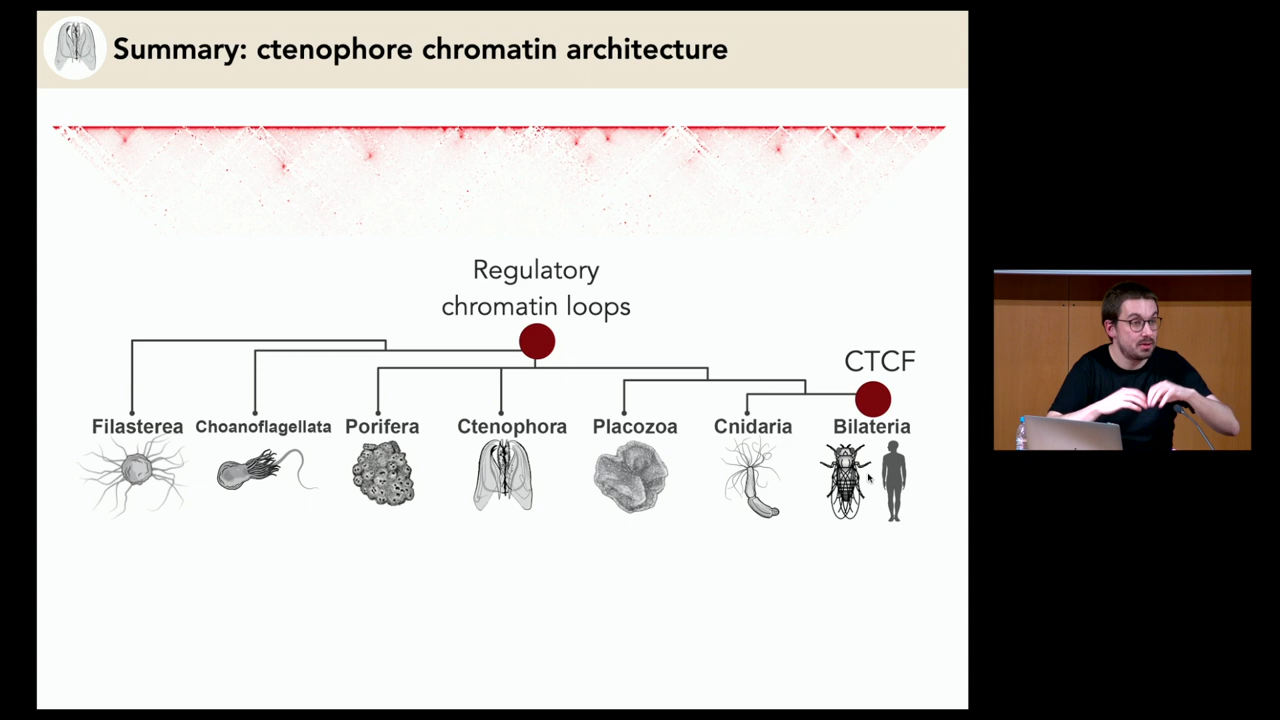 Summary: ctenophore chromatin architecture
Regulatory
chromatin loops
CTCF
Filasterea Choanoflagellata Porifera Ctenophora Placozoa Cnidaria Bilateria